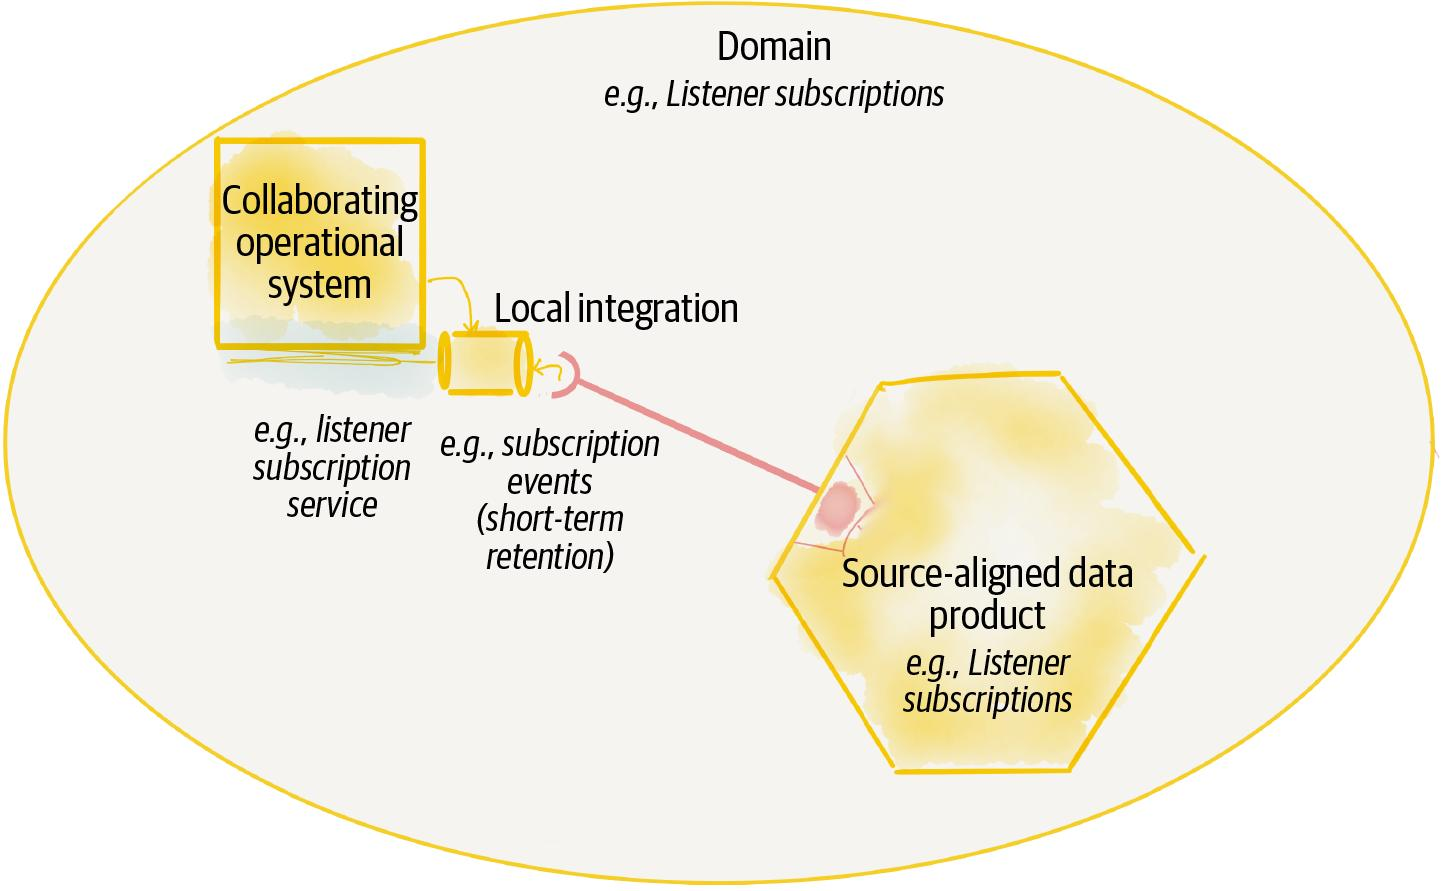 Domain
e.g., Listener subscriptions
Collaborating
operational
system
Local integration
e.g., listener
subscription
service
e.g., subscription
events
(short-term
retention)
Source-aligned data
product
e.g., Listener
subscriptions